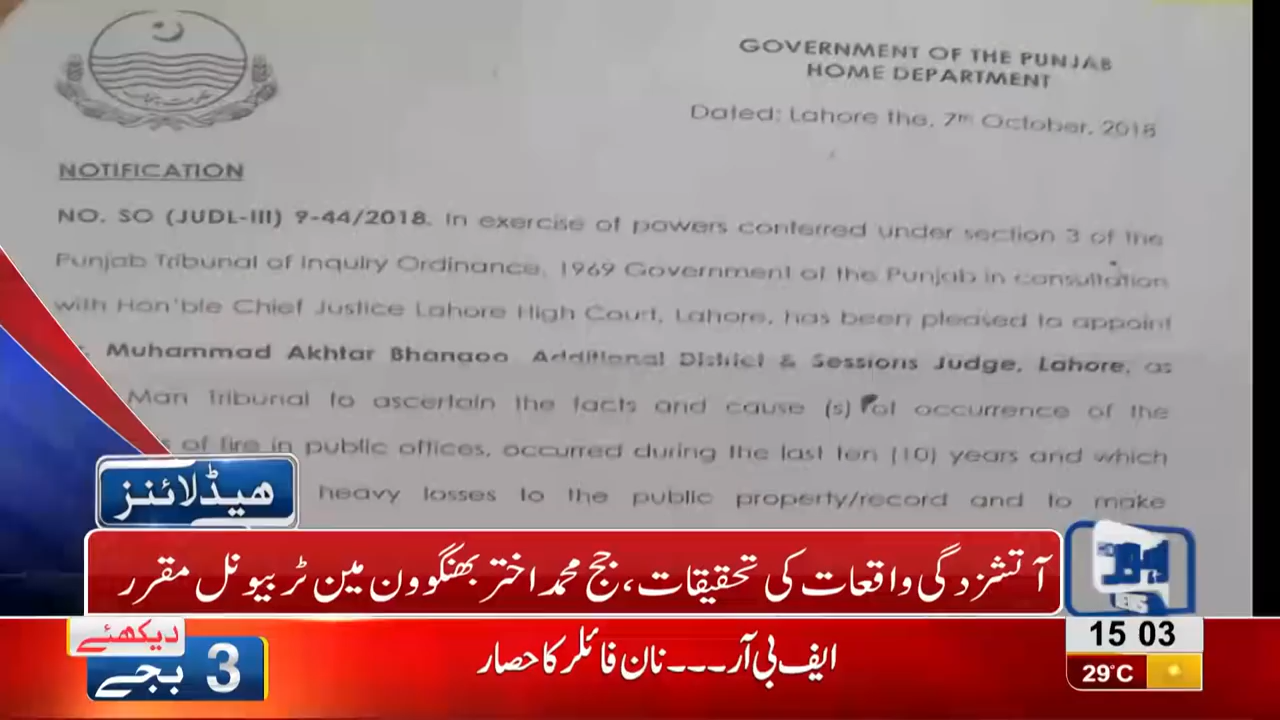 GOVERNMENT OF THE PUNJAB
HOME DEPARTMENT
Dated: Lahore the, 7th October, 2018
حکومت پنجاب
NOTIFICATION
NO. SO (JUDL-III) 9-44/2018. In exercise of powers conferred under section 3 of the
Punjab Tribunal of Inquiry Ordinance, 1969 Government of the Punjab in consultation
with Hon'ble Chief Justice Lahore High Court, Lahore, has been pleased to appoint
Muhammad Akhtar Bhangoo Additional District & Sessions Judge, Lahore, as
Man Tribunal to ascertain the facts and cause (s) of occurrence of the
of fire in public offices, occurred during the last ten (10) years and which
heavy losses to the public property/record and to make
ہیڈلائنز
آتشزدگی واقعات کی تحقیقات، جج محمد اختر بھنگو ون مین ٹربیونل مقرر
NEWS
دیکھئے
3 بجے
ایف بی آر۔۔۔نان فائلر کا حصار
15 03
29°C